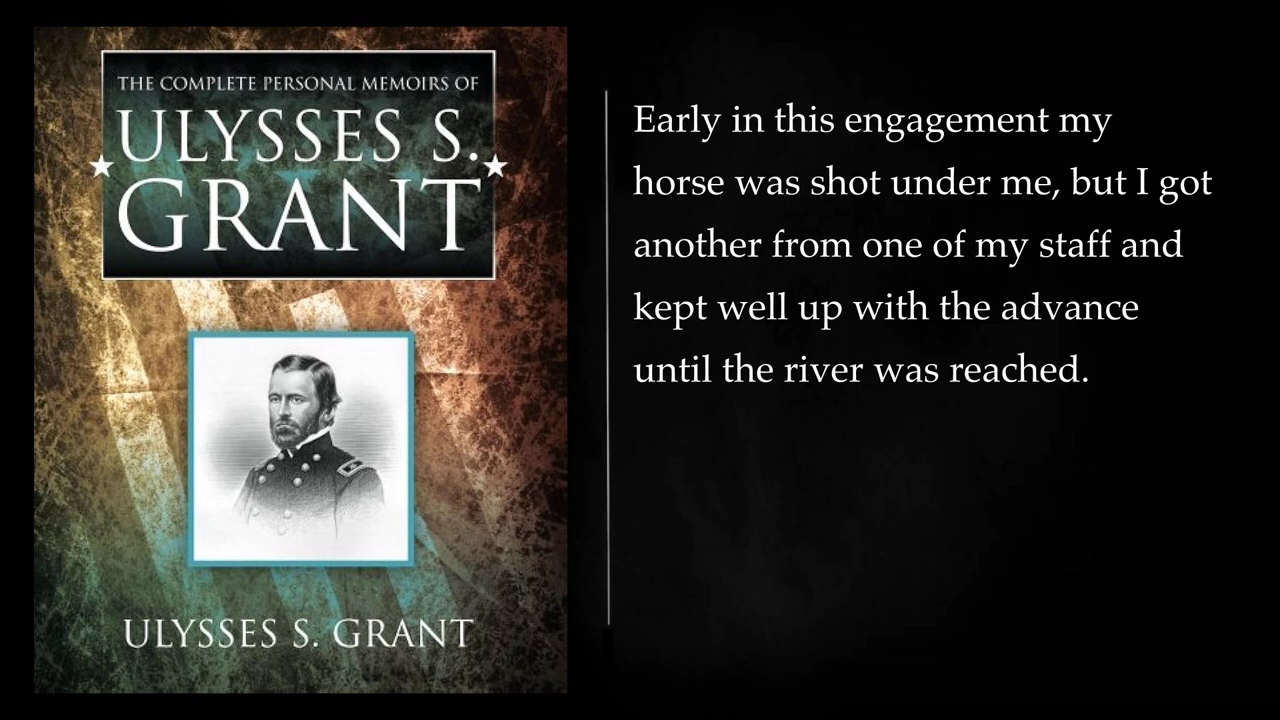 THE COMPLETE PERSONAL MEMOIRS OF
ULYSSES S.
GRANT
ULYSSES S. GRANT
Early in this engagement my
horse was shot under me, but I got
another from one of my staff and
kept well up with the advance
until the river was reached.